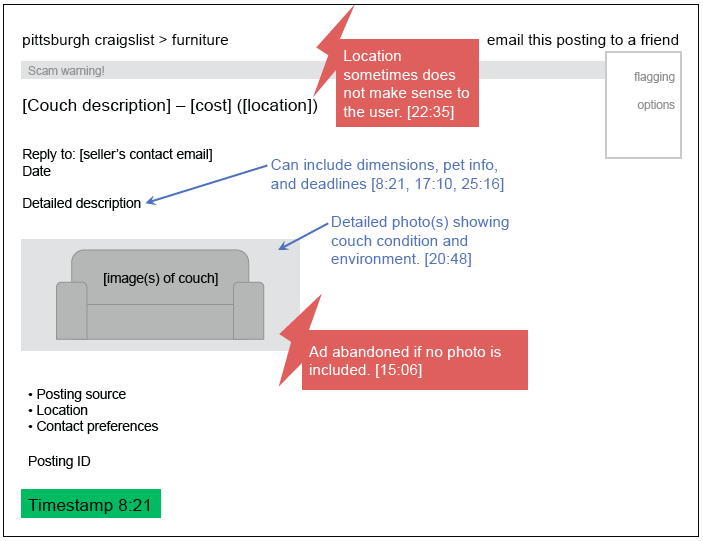 pittsburgh craigslist > furniture
email this posting to a friend
Scam warning!
Location
sometimes does
not make sense to
the user. [22:35]
flagging
options
[Couch description] – [cost] ([location])
Reply to: [seller's contact email]
Date
Can include dimensions, pet info,
and deadlines [8:21, 17:10, 25:16]
Detailed description
Detailed photo(s) showing
couch condition and
environment. [20:48]
[image(s) of couch]
Ad abandoned if no photo is
included. [15:06]
• Posting source
• Location
• Contact preferences
Posting ID
Timestamp 8:21